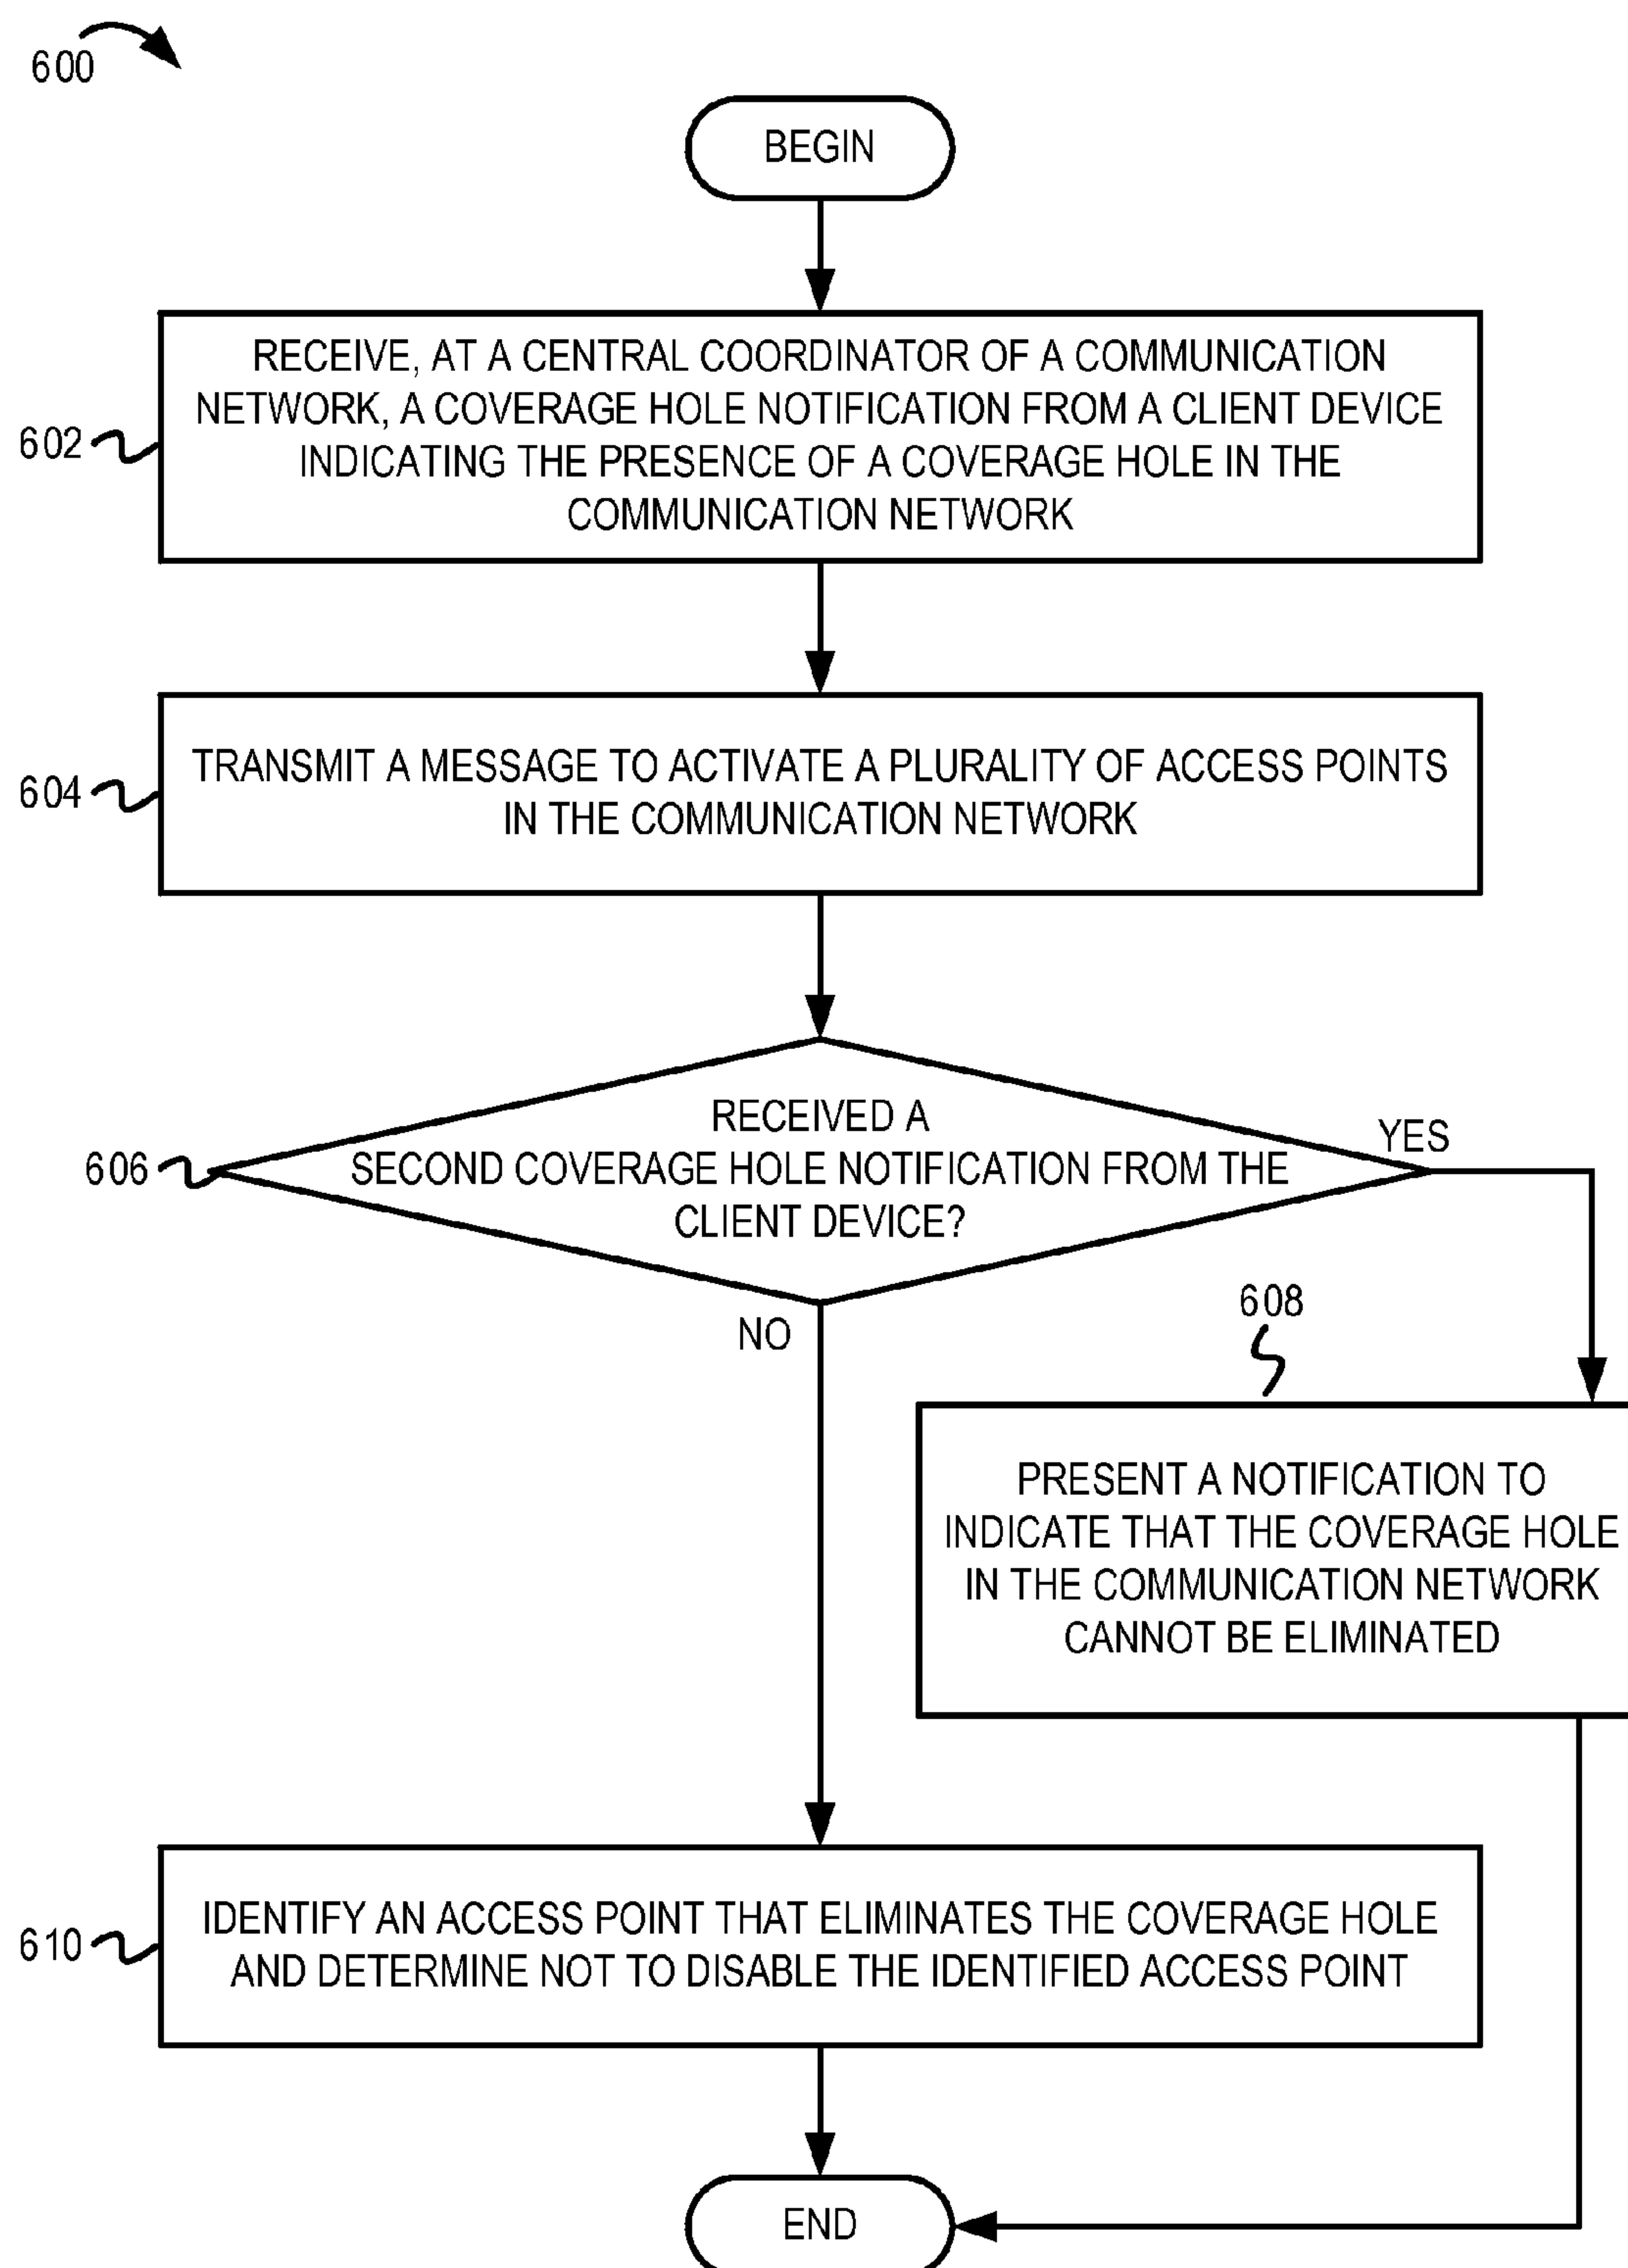 600
BEGIN
602
RECEIVE, AT A CENTRAL COORDINATOR OF A COMMUNICATION
NETWORK, A COVERAGE HOLE NOTIFICATION FROM A CLIENT DEVICE
INDICATING THE PRESENCE OF A COVERAGE HOLE IN THE
COMMUNICATION NETWORK
604
TRANSMIT A MESSAGE TO ACTIVATE A PLURALITY OF ACCESS POINTS
IN THE COMMUNICATION NETWORK
606
RECEIVED A
SECOND COVERAGE HOLE NOTIFICATION FROM THE
CLIENT DEVICE?
YES
NO
608
PRESENT A NOTIFICATION TO
INDICATE THAT THE COVERAGE HOLE
IN THE COMMUNICATION NETWORK
CANNOT BE ELIMINATED
610
IDENTIFY AN ACCESS POINT THAT ELIMINATES THE COVERAGE HOLE
AND DETERMINE NOT TO DISABLE THE IDENTIFIED ACCESS POINT
END